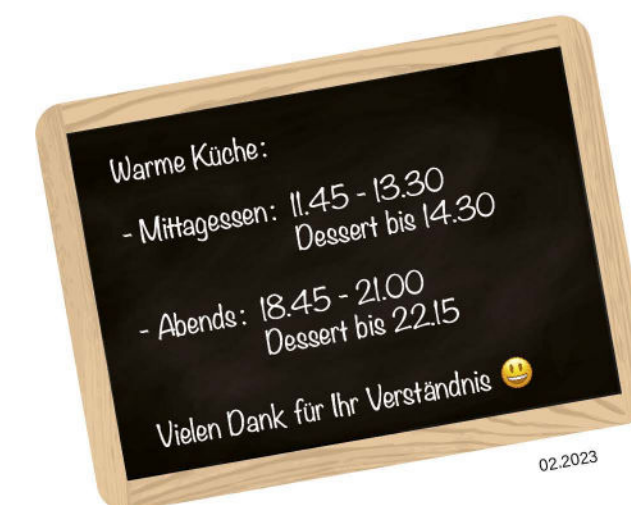 Warme Küche:
- Mittagessen: 11.45 - 13.30
Dessert bis 14.30
- Abends: 18.45 - 21.00
Dessert bis 22.15
Vielen Dank für Ihr Verständnis 😃
02.2023